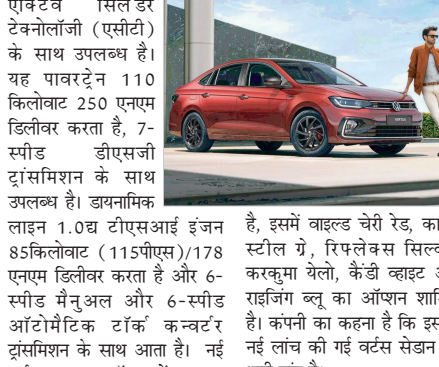 एक्टिव सिलेंडर
टेक्नोलॉजी (एसीटी)
के साथ उपलब्ध है।
यह पावरट्रेन 110
किलोवाट 250 एनएम
डिलीवर करता है, 7-
स्पीड डीएसजी
ट्रांसमिशन के साथ
उपलब्ध है। डायनामिक
लाइन 1.0द्य टीएसआई इंजन
85किलोवाट (115पीएस)/178
एनएम डिलीवर करता है और 6-
स्पीड मैनुअल और 6-स्पीड
ऑटोमैटिक टॉर्क कन्वर्टर
ट्रांसमिशन के साथ आता है। नई
है, इसमें वाइल्ड चेरी रेड, का
स्टील ग्रे, रिफ्लेक्स सिल्व
करकुमा येलो, कैंडी व्हाइट
राइजिंग ब्लू का ऑप्शन शामि
है। कंपनी का कहना है कि इस
नई लांच की गई वर्टस सेडान